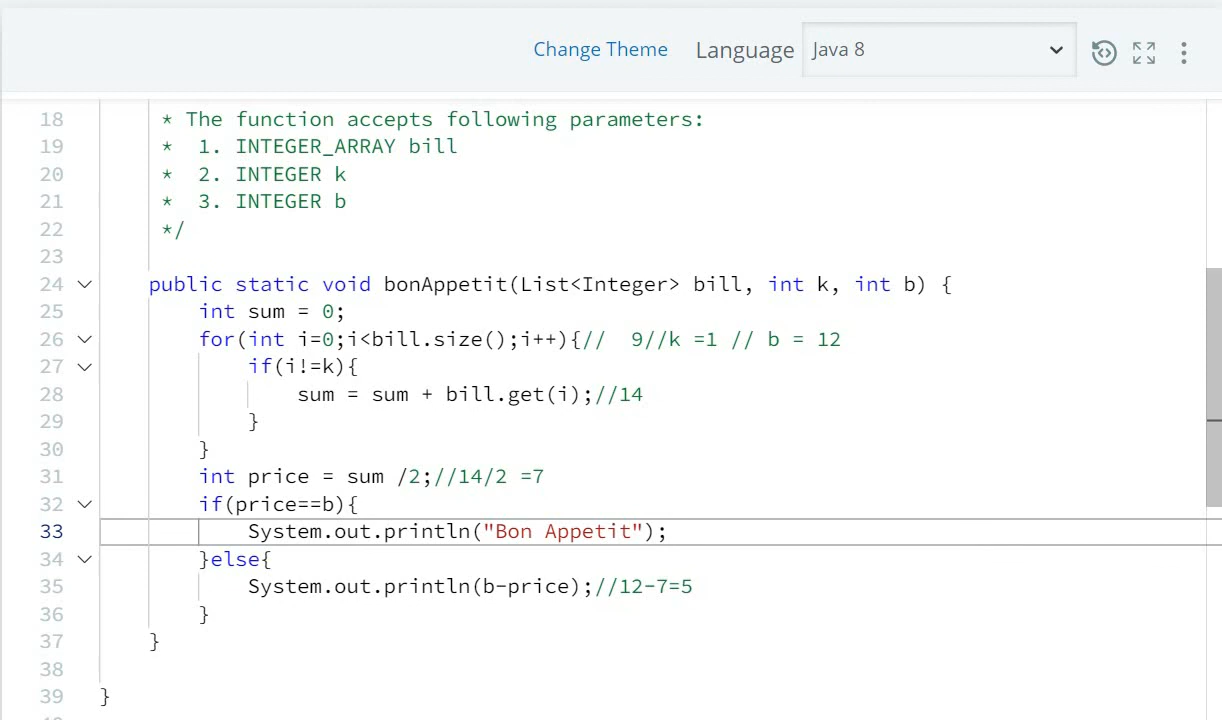 Change Theme Language Java 8
18 * The function accepts following parameters:
19 *  1. INTEGER_ARRAY bill
20 *  2. INTEGER k
21 *  3. INTEGER b
22 */
23
24 public static void bonAppetit(List<Integer> bill, int k, int b) {
25 int sum = 0;
26 for(int i=0;i<bill.size();i++){//  9//k =1 // b = 12
27 if(i!=k){
28 sum = sum + bill.get(i);//14
29 }
30 }
31 int price = sum /2;//14/2 =7
32 if(price==b){
33 System.out.println("Bon Appetit");
34 }else{
35 System.out.println(b-price);//12-7=5
36 }
37 }
38
39 }